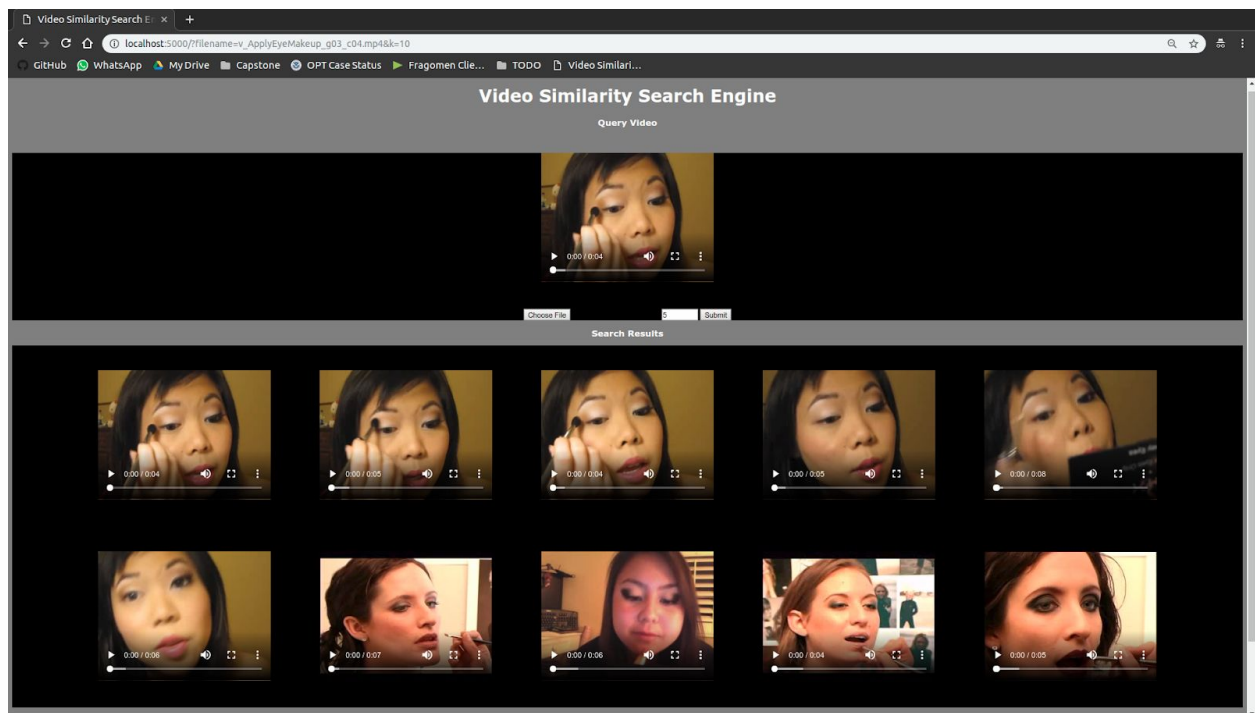 Video Similarity Search En
localhost:5000/?filename=v_ApplyEyeMakeup_g03_c04.mp4&k=10
GitHub WhatsApp My Drive Capstone OPT Case Status Fragomen Clie... TODO Video Similari...
Video Similarity Search Engine
Query Video
0:00 / 0:04
Choose File 5 Submit
Search Results
0:00 / 0:04 0:00 / 0:05 0:00 / 0:04 0:00 / 0:05 0:00 / 0:08
0:00 / 0:06 0:00 / 0:07 0:00 / 0:06 0:00 / 0:04 0:00 / 0:05